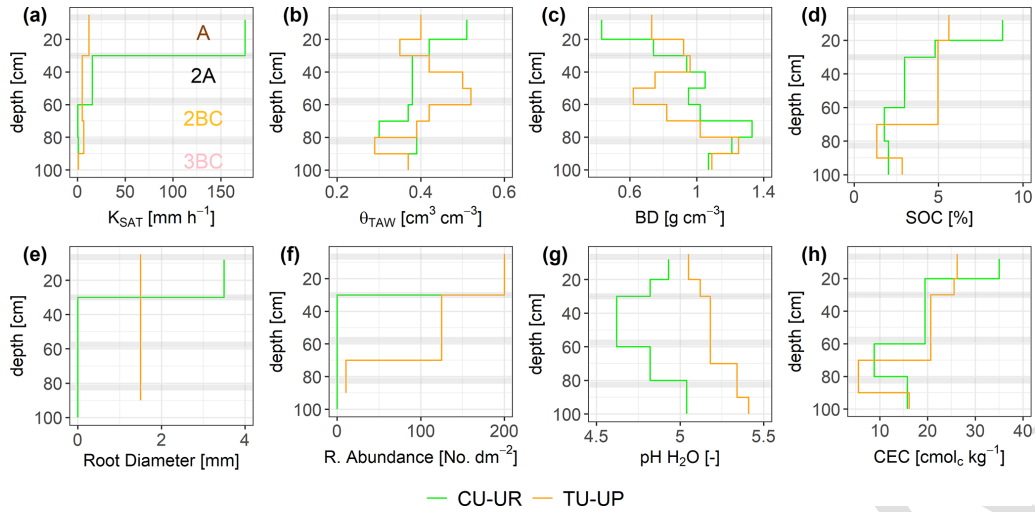 (a)
(b)
(c)
(d)
A
2A
2BC
3BC
depth [cm]
20
40
60
80
100
0
50
100
150
K_SAT [mm h⁻¹]
depth [cm]
20
40
60
80
100
0.2
0.4
0.6
θ_TAW [cm³ cm⁻³]
depth [cm]
20
40
60
80
100
0.6
1
1.4
BD [g cm⁻³]
depth [cm]
20
40
60
80
100
0
5
10
SOC [%]
(e)
(f)
(g)
(h)
depth [cm]
20
40
60
80
100
0
2
4
Root Diameter [mm]
depth [cm]
20
40
60
80
100
0
100
200
R. Abundance [No. dm⁻²]
depth [cm]
20
40
60
80
100
4.5
5
5.5
pH H₂O [-]
depth [cm]
20
40
60
80
100
10
20
30
40
CEC [cmol_c kg⁻¹]
CU-UR
TU-UP